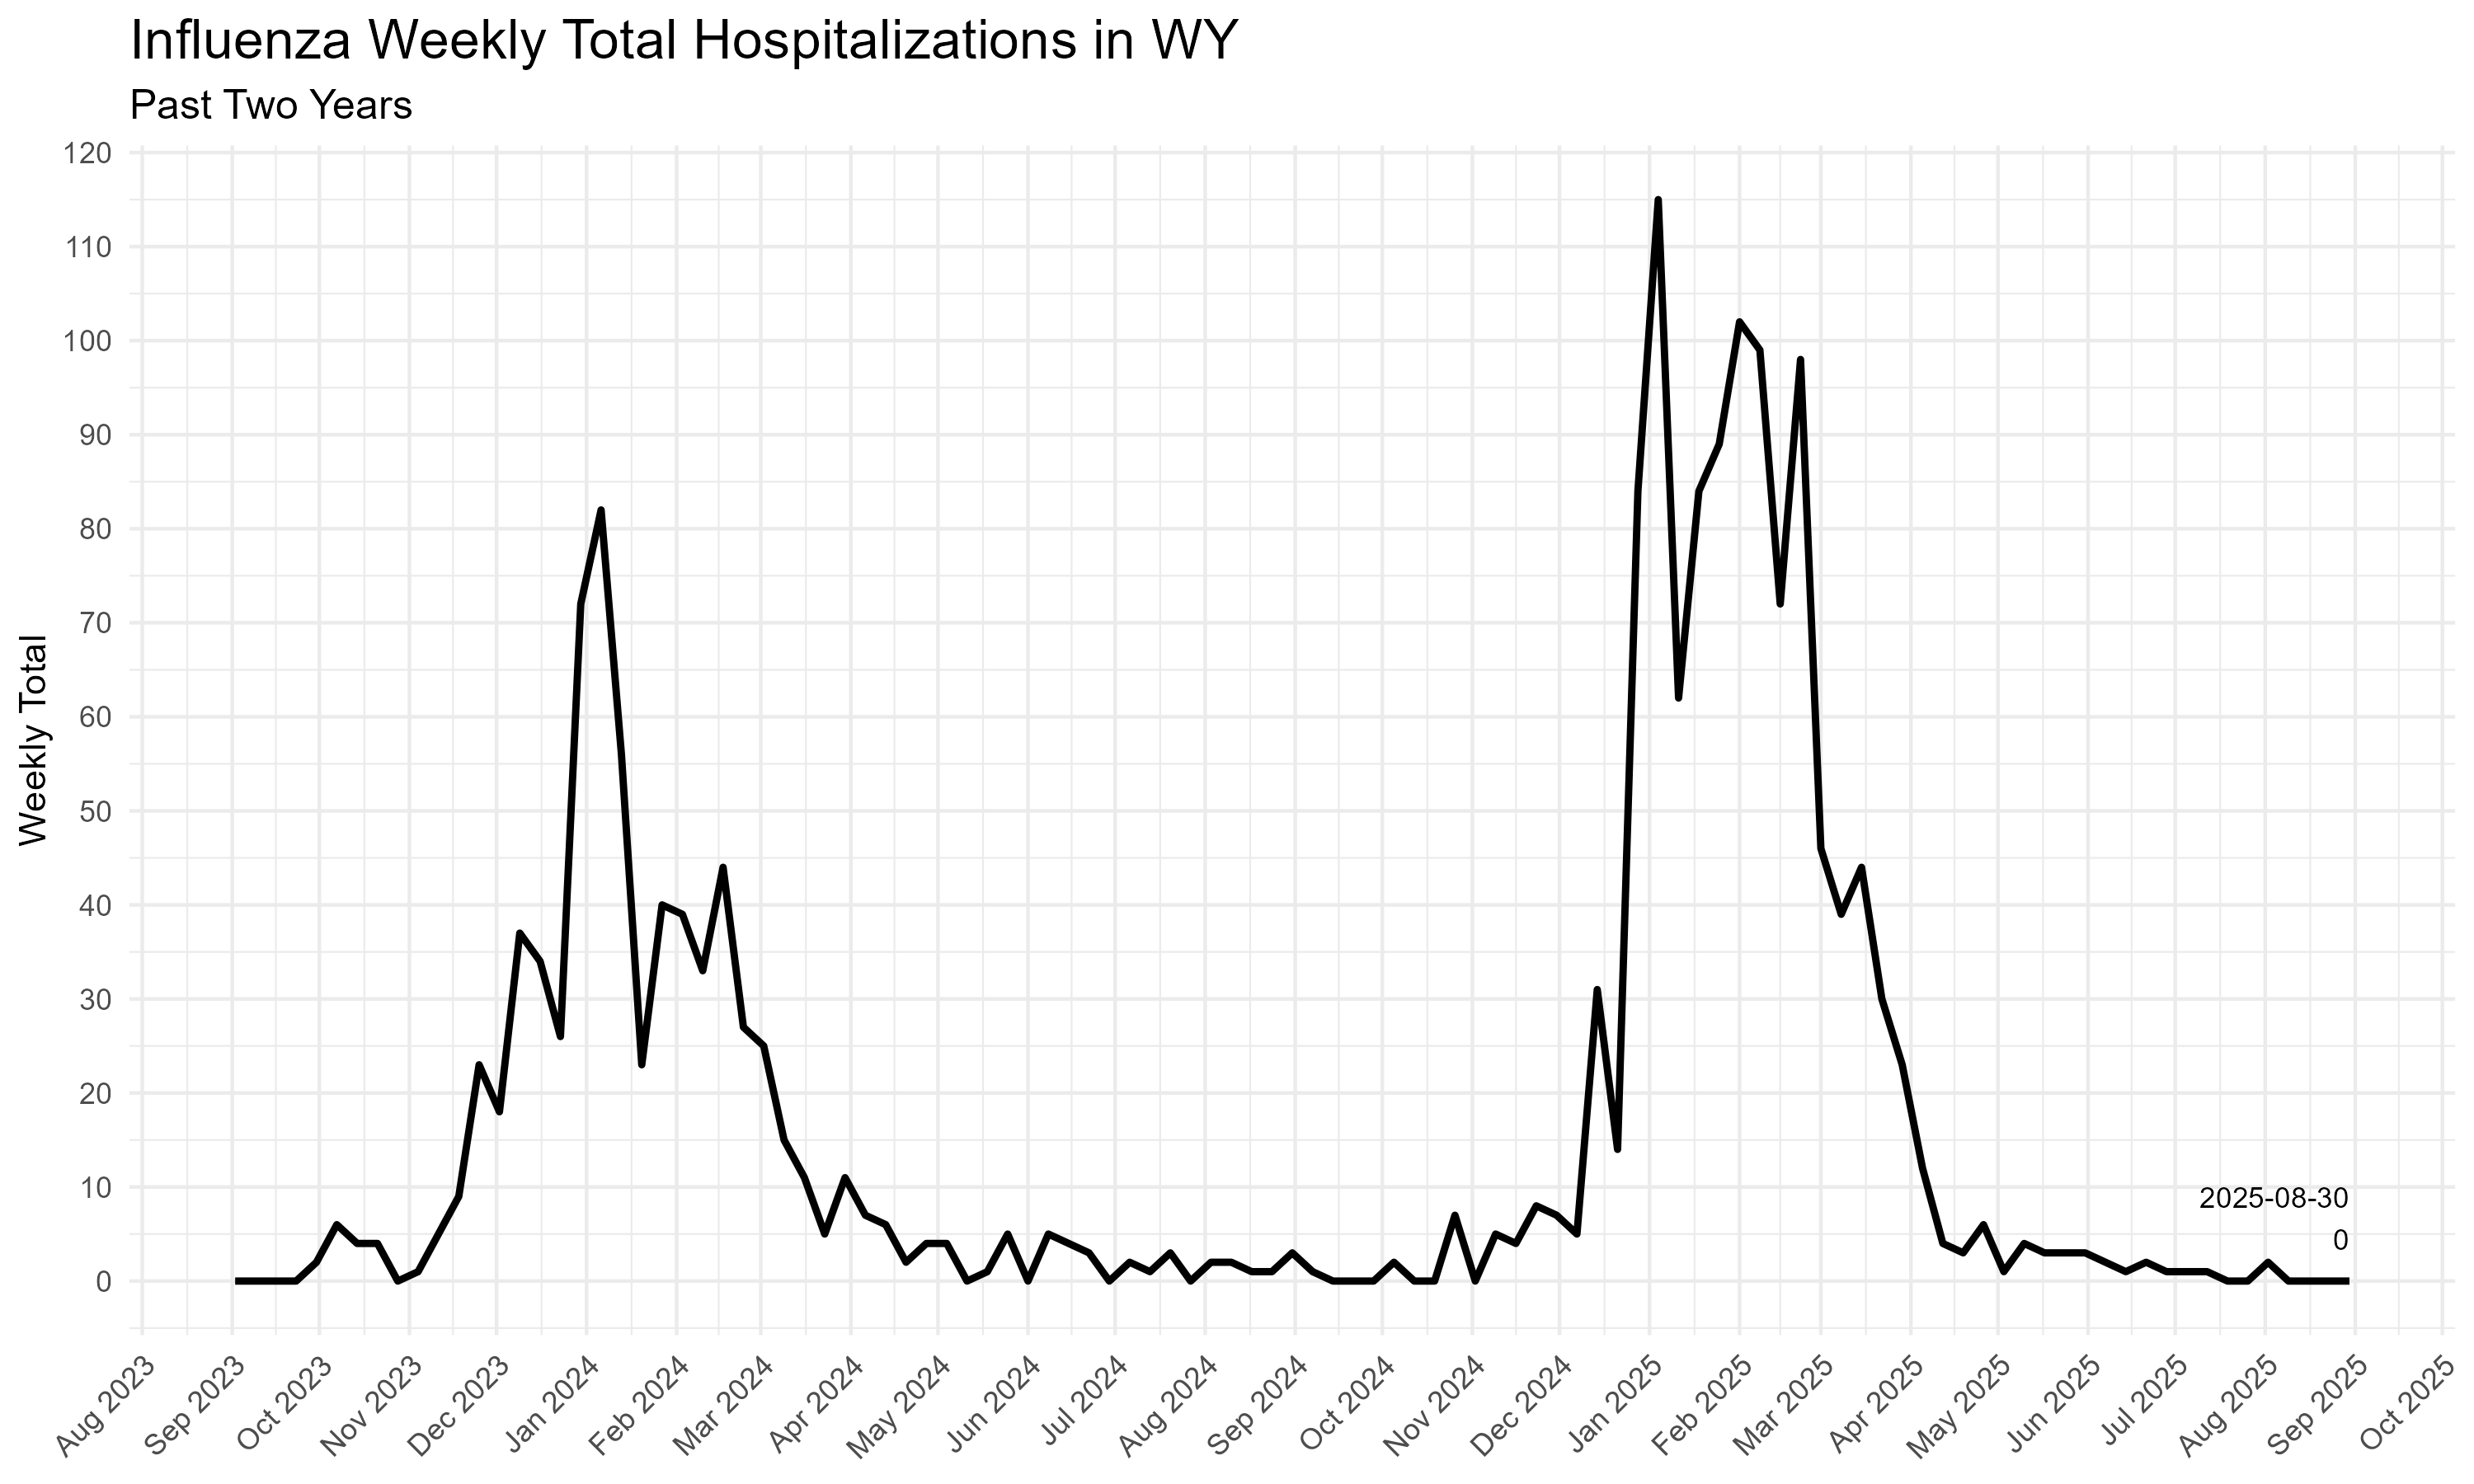 Influenza Weekly Total Hospitalizations in WY
Past Two Years
Weekly Total
120
110
100
90
80
70
60
50
40
30
20
10
0
2025-08-30
0
Aug 2023
Sep 2023
Oct 2023
Nov 2023
Dec 2023
Jan 2024
Feb 2024
Mar 2024
Apr 2024
May 2024
Jun 2024
Jul 2024
Aug 2024
Sep 2024
Oct 2024
Nov 2024
Dec 2024
Jan 2025
Feb 2025
Mar 2025
Apr 2025
May 2025
Jun 2025
Jul 2025
Aug 2025
Sep 2025
Oct 2025